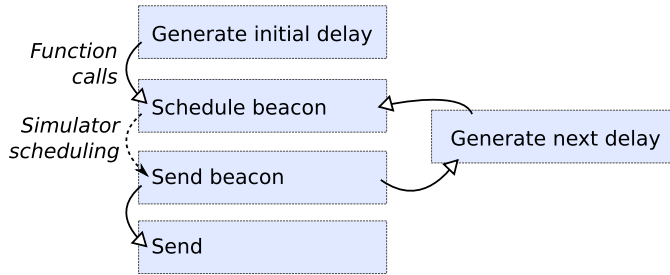 Generate initial delay
Function
calls
Schedule beacon
Simulator
scheduling
Generate next delay
Send beacon
Send